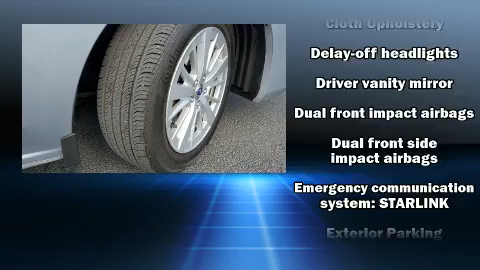 Cloth Upholstery
Delay-off headlights
Driver vanity mirror
Dual front impact airbags
Dual front side
impact airbags
Emergency communication
system: STARLINK
Exterior Parking